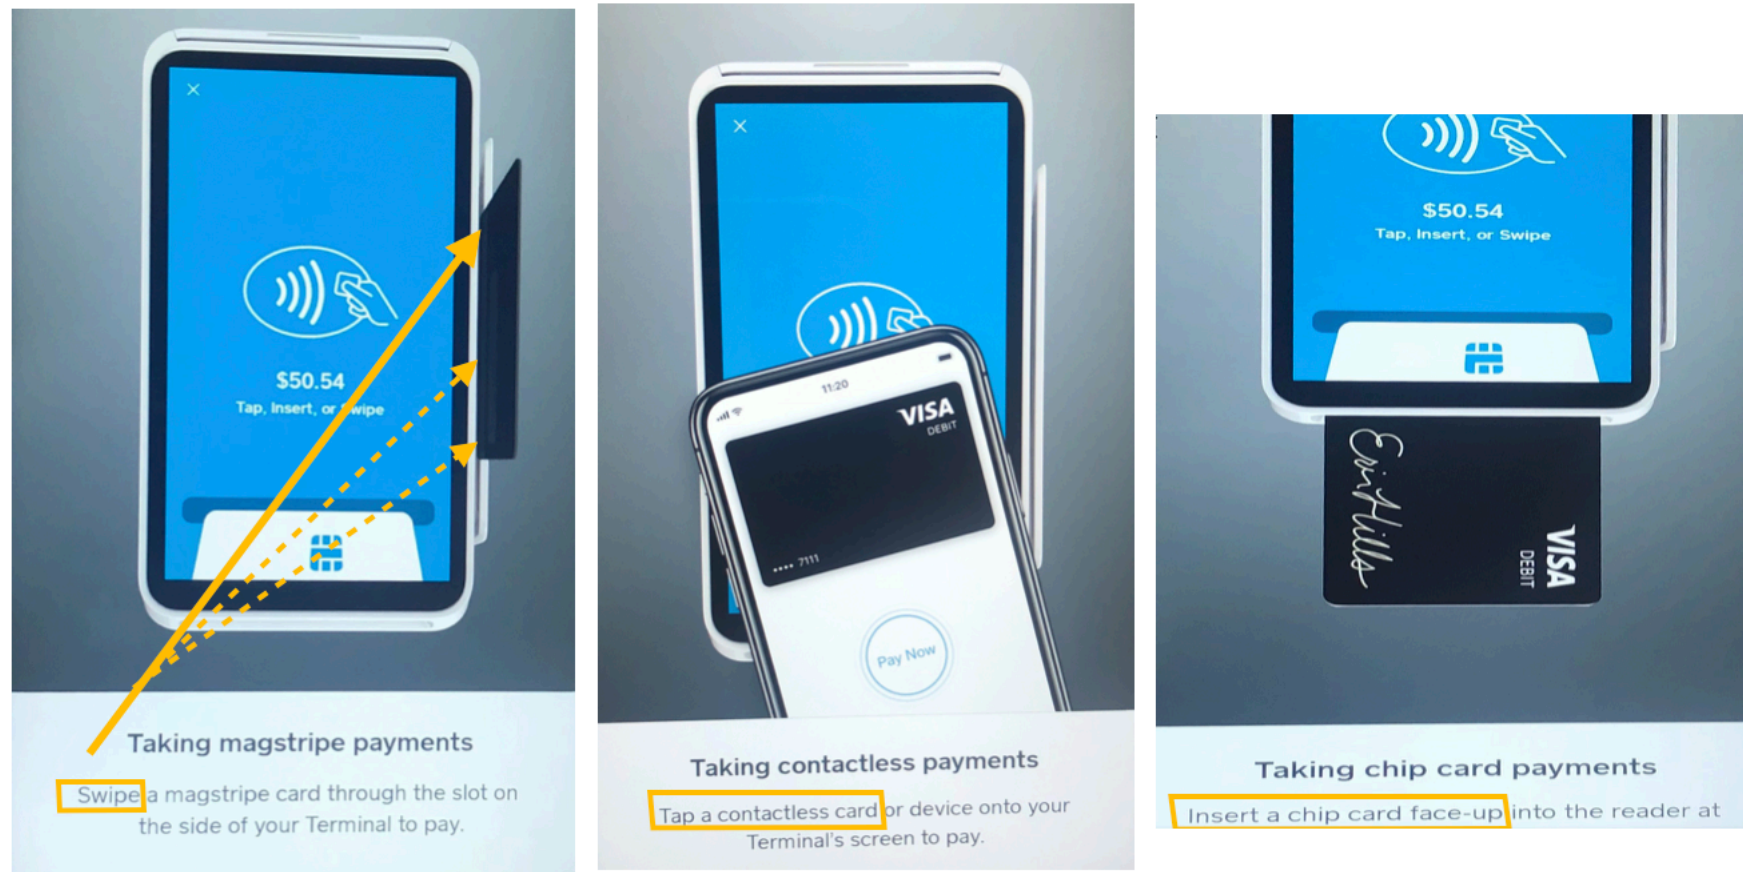 $50.54
Tap, Insert, or Swipe
Taking magstripe payments
Swipe a magstripe card through the slot on
the side of your Terminal to pay.
11:20
VISA
DEBIT
•••• 7111
Pay Now
Taking contactless payments
Tap a contactless card or device onto your
Terminal's screen to pay.
$50.54
Tap, Insert, or Swipe
Erin Hills
VISA
DEBIT
Taking chip card payments
Insert a chip card face-up into the reader at